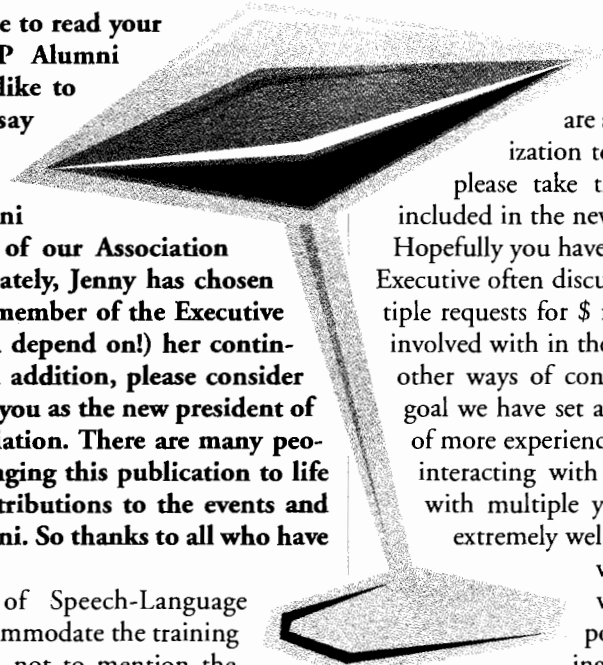 e to read your
P Alumni
like to
say
ni
of our Association
ately, Jenny has chosen
member of the Executive
depend on!) her contin-
addition, please consider
you as the new president of
iation. There are many peo-
nging this publication to life
tributions to the events and
ni. So thanks to all who have
of Speech-Language
mmodate the training
not to mention the
are
ization to
please take t
included in the new
Hopefully you have
Executive often discu
tiple requests for $
involved with in the
other ways of con
goal we have set a
of more experienc
interacting with
with multiple y
extremely wel
w
v
pe
ing